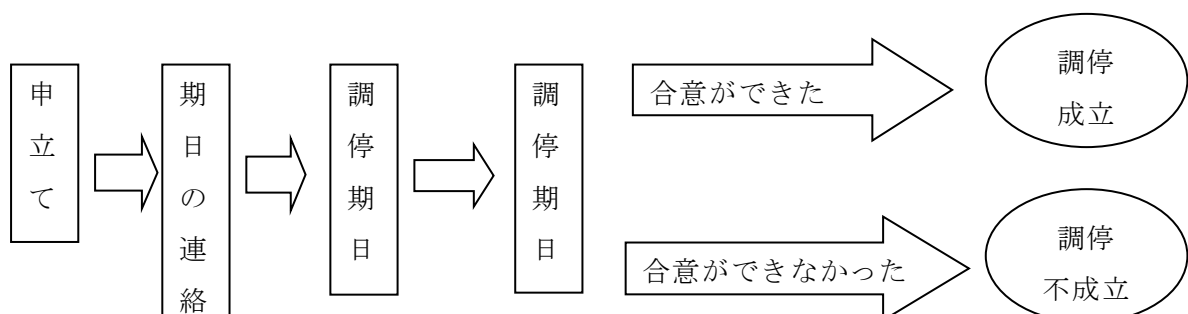 申立て
期日の連絡
調停期日
調停期日
合意ができた
調停
成立
合意ができなかった
調停
不成立